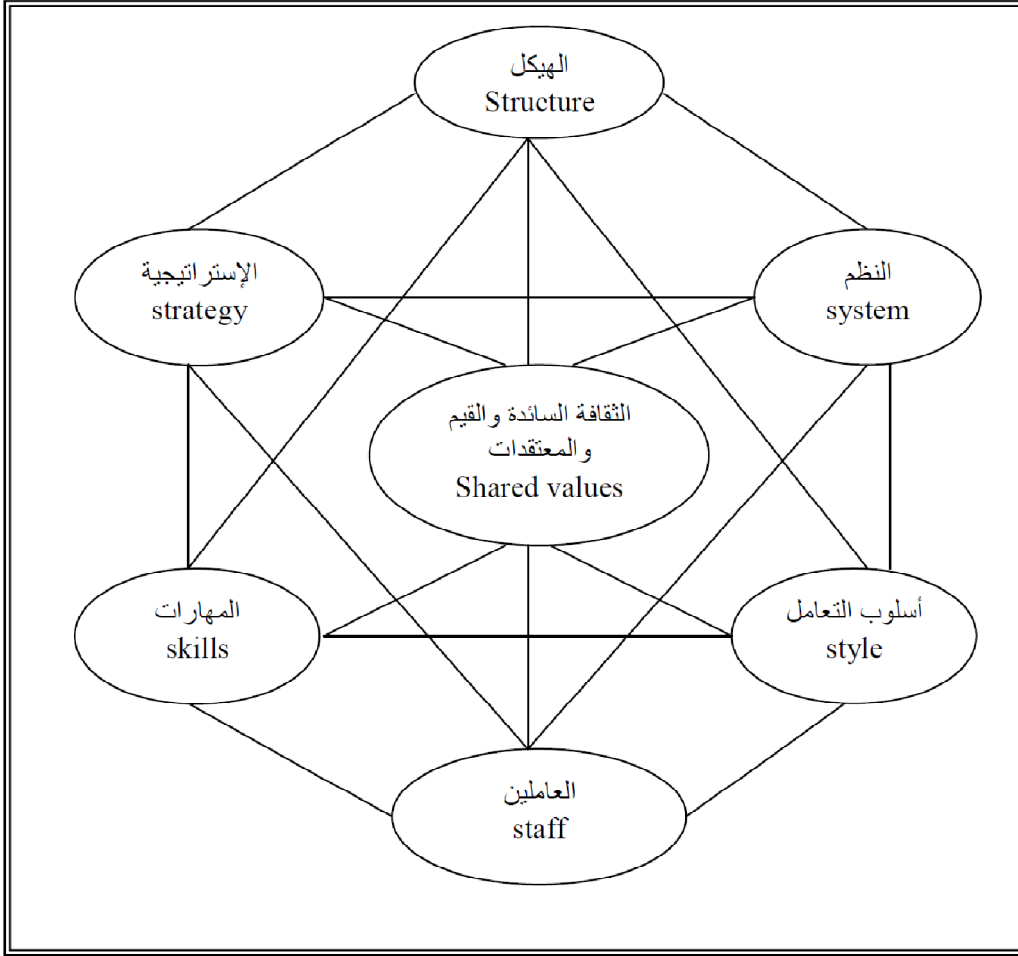 الهيكل
Structure
الإستراتيجية
strategy
النظم
system
الثقافة السائدة والقيم
والمعتقدات
Shared values
المهارات
skills
أسلوب التعامل
style
العاملين
staff